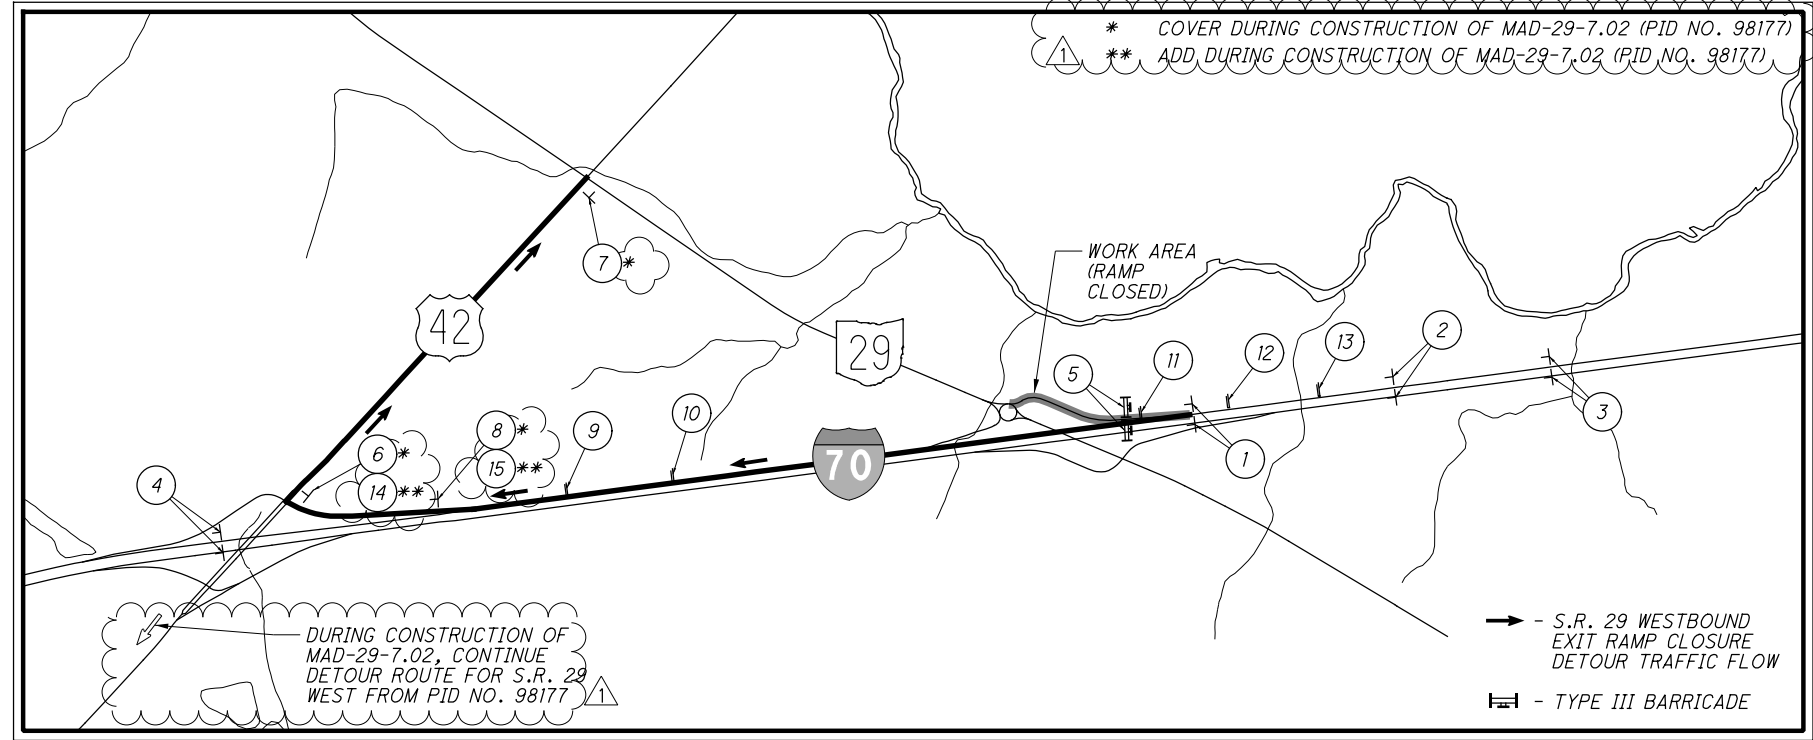 * COVER DURING CONSTRUCTION OF MAD-29-7.02 (PID NO. 98177)
1 ** ADD DURING CONSTRUCTION OF MAD-29-7.02 (PID NO. 98177)
7 *
WORK AREA
(RAMP
CLOSED)
42
29
13
2
12
11
5
3
10
9
8 *
15 **
6 *
14 **
70
1
4
DURING CONSTRUCTION OF
MAD-29-7.02, CONTINUE
DETOUR ROUTE FOR S.R. 29
WEST FROM PID NO. 98177
1
- S.R. 29 WESTBOUND
EXIT RAMP CLOSURE
DETOUR TRAFFIC FLOW
- TYPE III BARRICADE